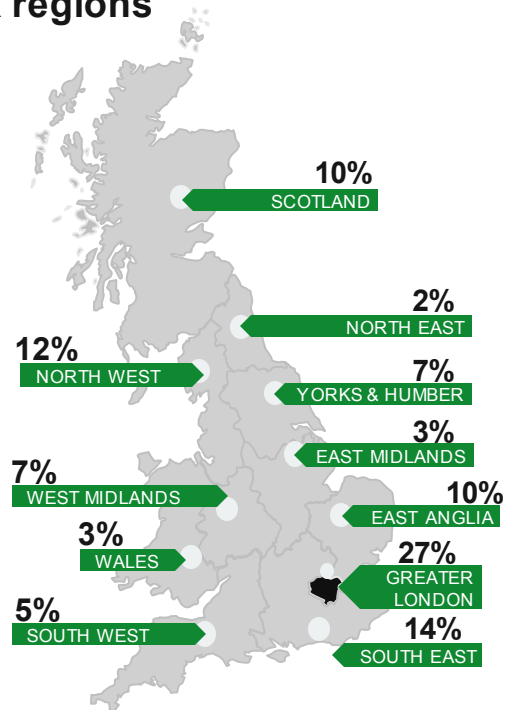 regions
10%
SCOTLAND
2%
NORTH EAST
12%
NORTH WEST
7%
YORKS & HUMBER
3%
EAST MIDLANDS
7%
WEST MIDLANDS
10%
EAST ANGLIA
3%
WALES
27%
GREATER
LONDON
5%
SOUTH WEST
14%
SOUTH EAST